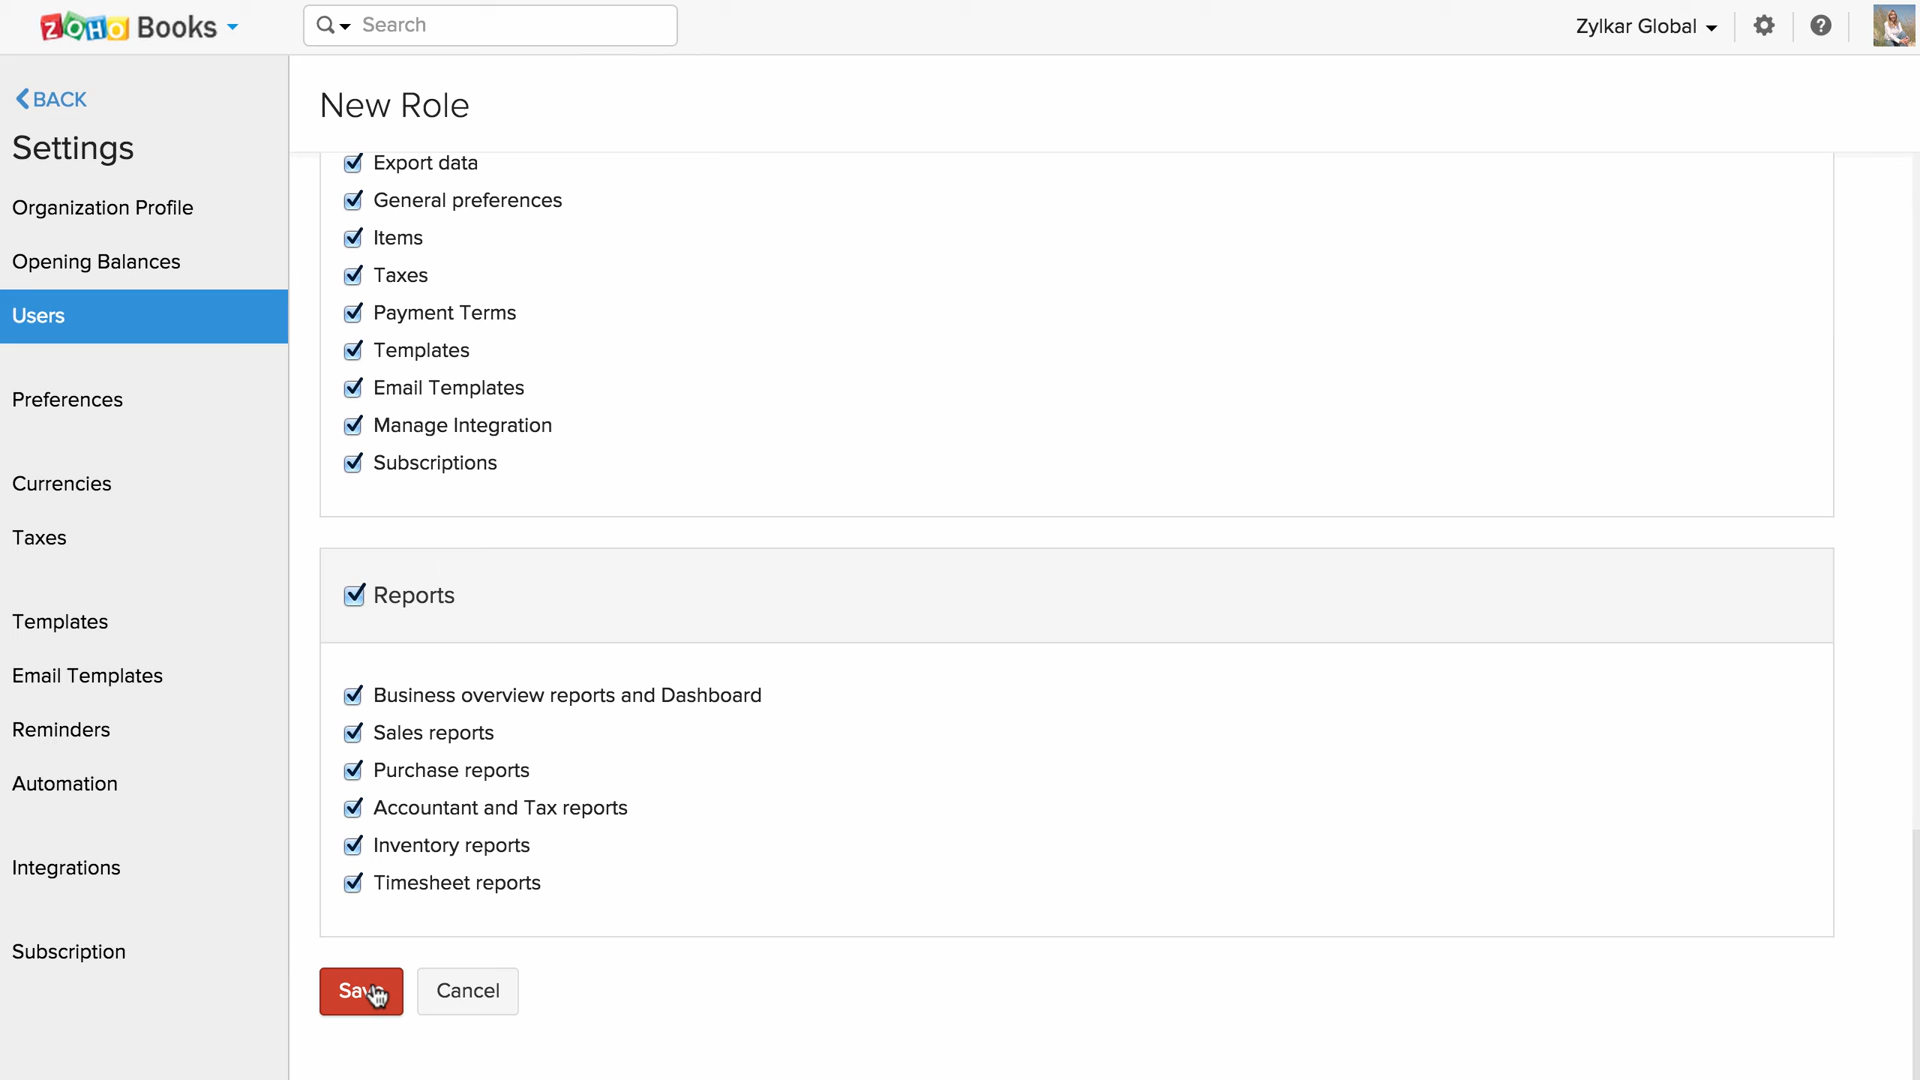 ZOHO Books
Search
Zylkar Global
BACK
Settings
Organization Profile
Opening Balances
Users
Preferences
Currencies
Taxes
Templates
Email Templates
Reminders
Automation
Integrations
Subscription
New Role
Export data
General preferences
Items
Taxes
Payment Terms
Templates
Email Templates
Manage Integration
Subscriptions
Reports
Business overview reports and Dashboard
Sales reports
Purchase reports
Accountant and Tax reports
Inventory reports
Timesheet reports
Save
Cancel